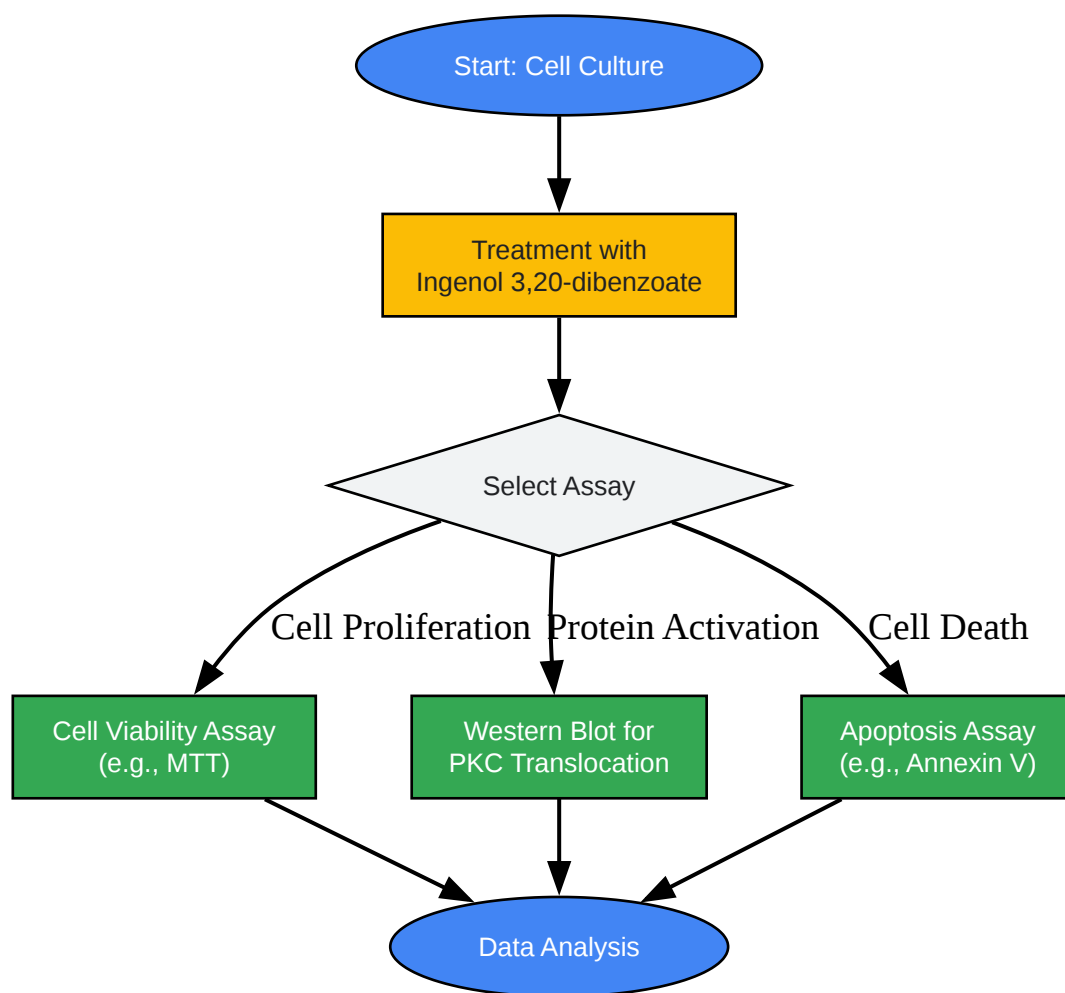 Start: Cell Culture
Treatment with
Ingenol 3,20-dibenzoate
Select Assay
Cell Proliferation
Protein Activation
Cell Death
Cell Viability Assay
(e.g., MTT)
Western Blot for
PKC Translocation
Apoptosis Assay
(e.g., Annexin V)
Data Analysis